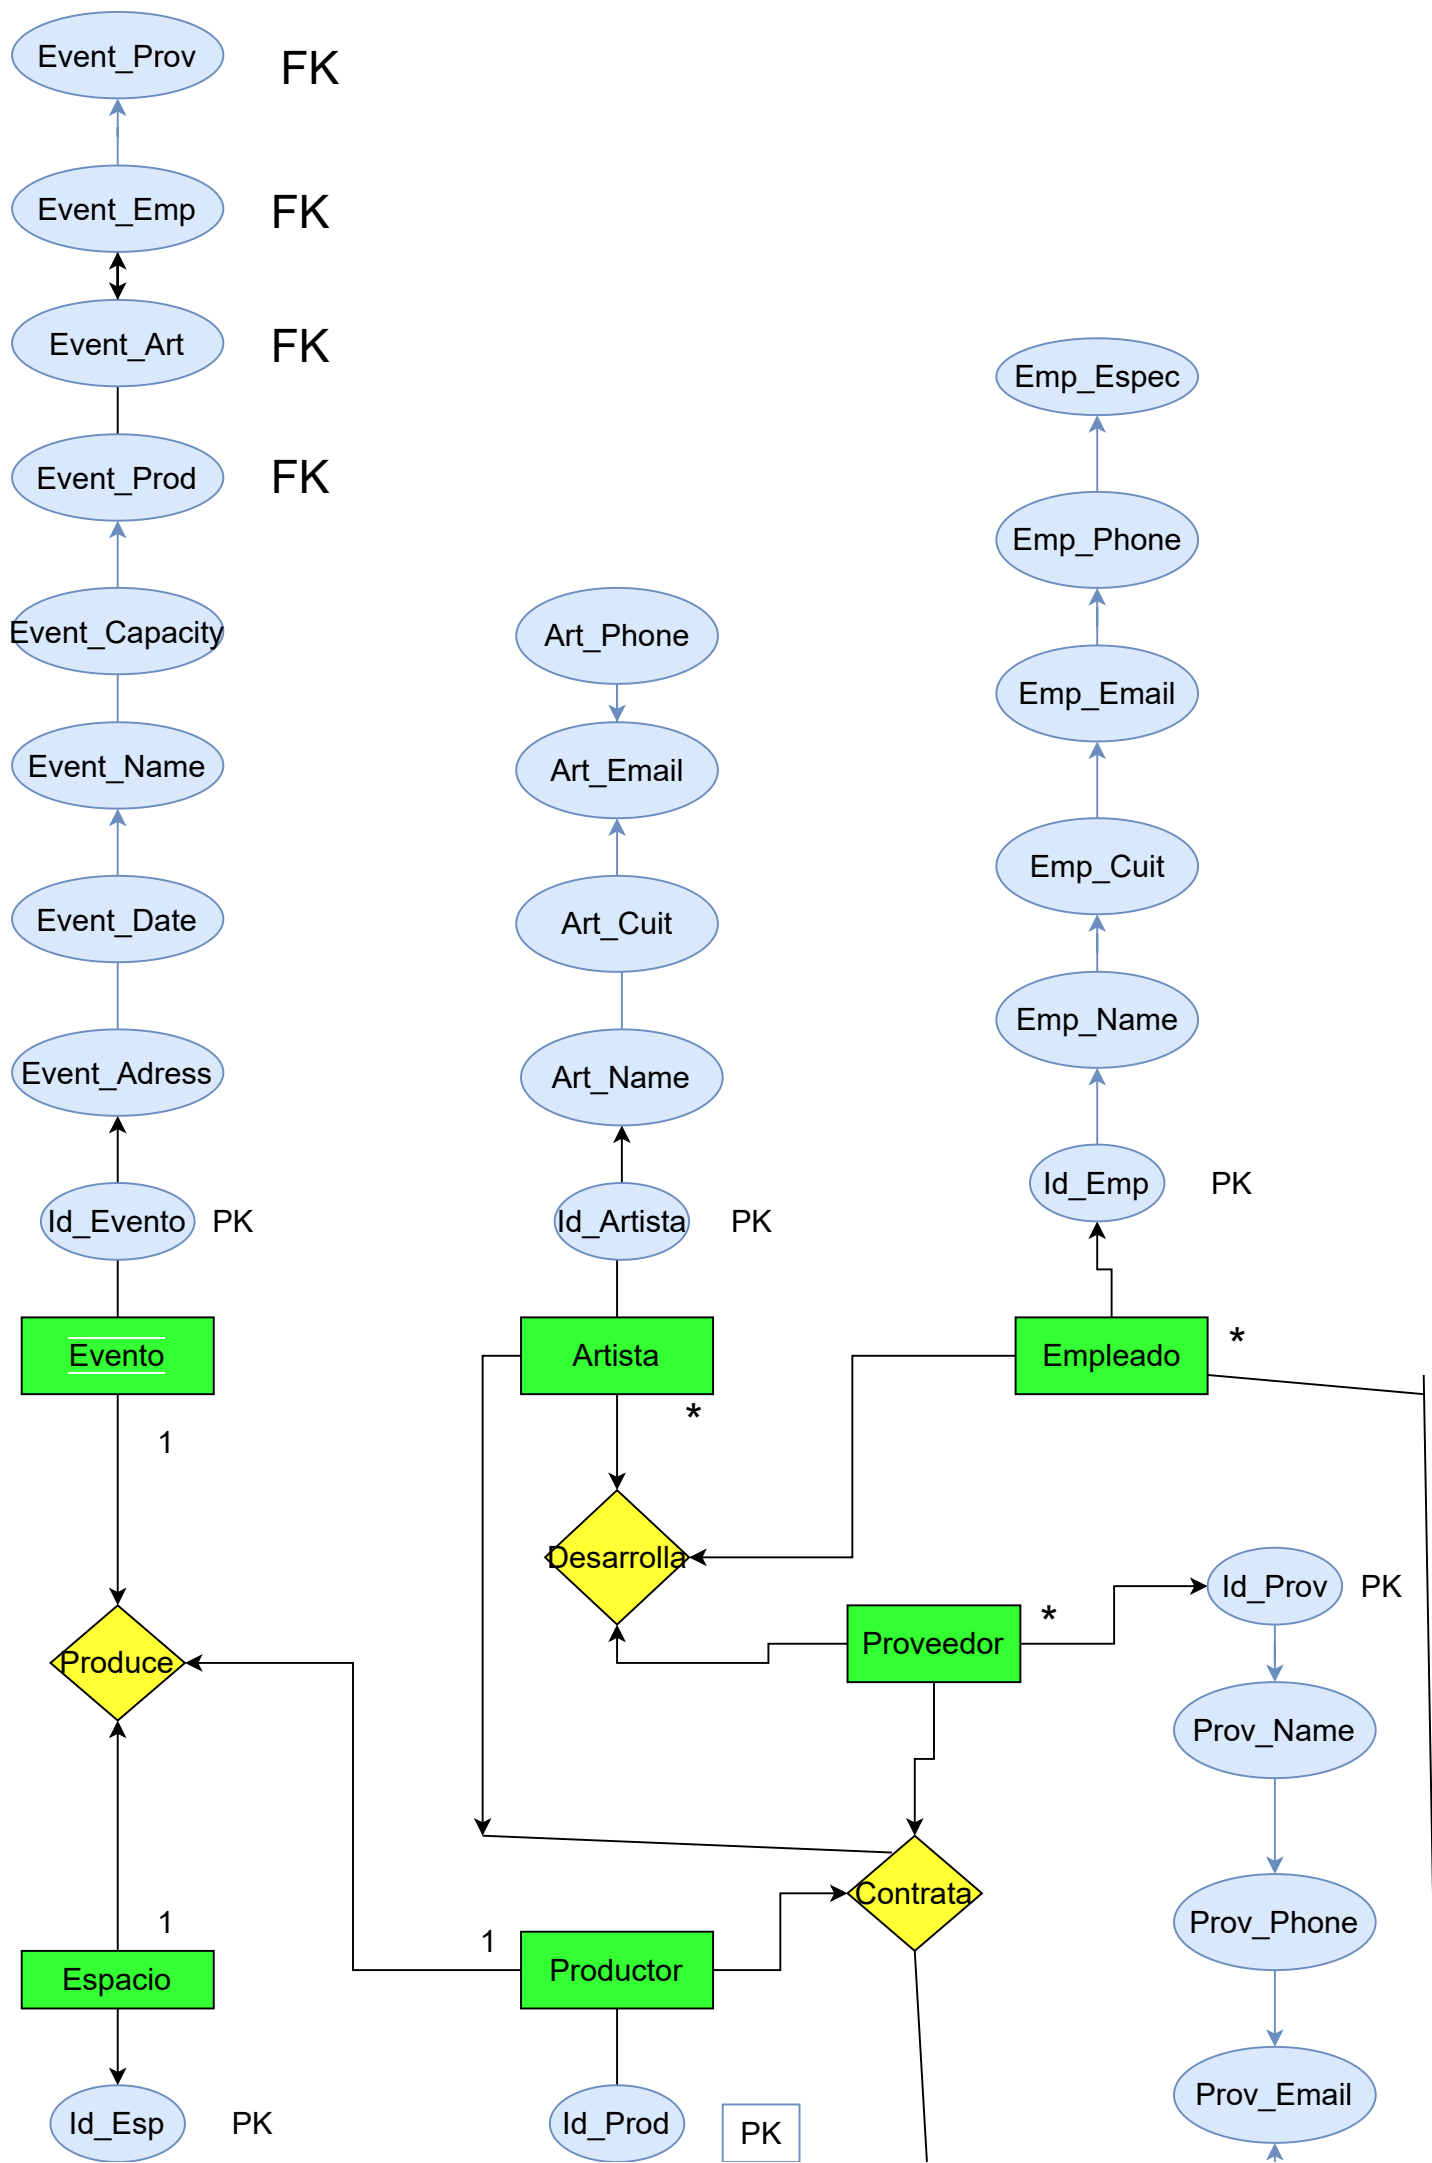 Event_Prov FK
Event_Emp FK
Event_Art FK
Emp_Espec
Event_Prod FK
Emp_Phone
Event_Capacity
Art_Phone
Emp_Email
Event_Name
Art_Email
Emp_Cuit
Event_Date
Art_Cuit
Emp_Name
Event_Adress
Art_Name
Id_Emp PK
Id_Evento PK
Id_Artista PK
Evento
Artista
Empleado *
*
1
Desarrolla
Id_Prov PK
Proveedor *
Produce
Prov_Name
Contrata
Prov_Phone
1
1
Espacio
Productor
Prov_Email
Id_Esp PK
Id_Prod PK